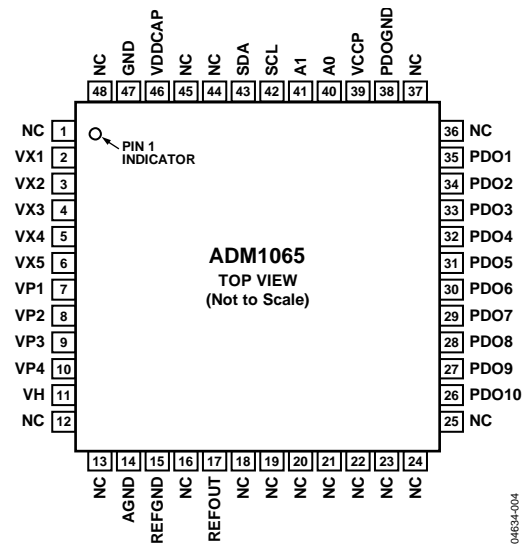 NC GND VDDCAP NC NC SDA SCL A1 A0 VCCP PDOGND NC
48 47 46 45 44 43 42 41 40 39 38 37
NC 1
PIN 1
INDICATOR
36 NC
VX1 2
35 PDO1
VX2 3
34 PDO2
VX3 4
33 PDO3
VX4 5
32 PDO4
VX5 6
31 PDO5
VP1 7
30 PDO6
VP2 8
29 PDO7
VP3 9
28 PDO8
VP4 10
27 PDO9
VH 11
26 PDO10
NC 12
25 NC
ADM1065
TOP VIEW
(Not to Scale)
13 14 15 16 17 18 19 20 21 22 23 24
NC AGND REFGND NC REFOUT NC NC NC NC NC NC NC
04634-004